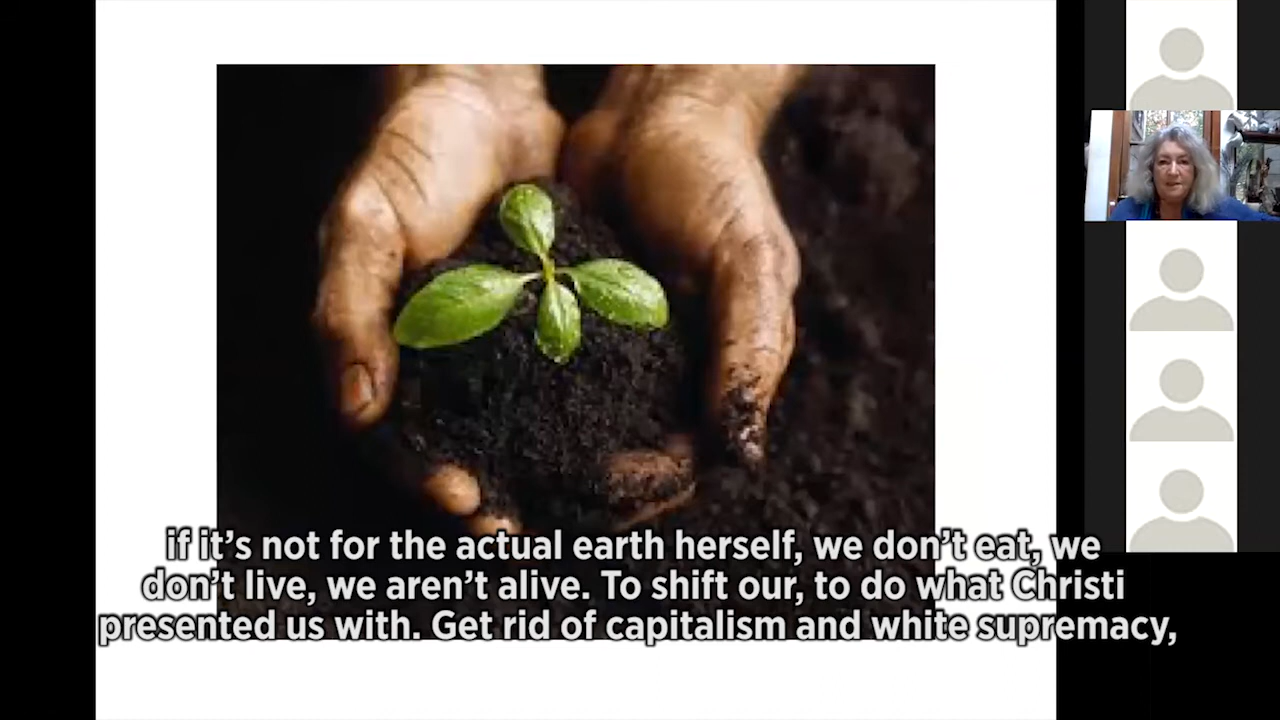 if it’s not for the actual earth herself, we don’t eat, we
don’t live, we aren’t alive. To shift our, to do what Christi
presented us with. Get rid of capitalism and white supremacy,